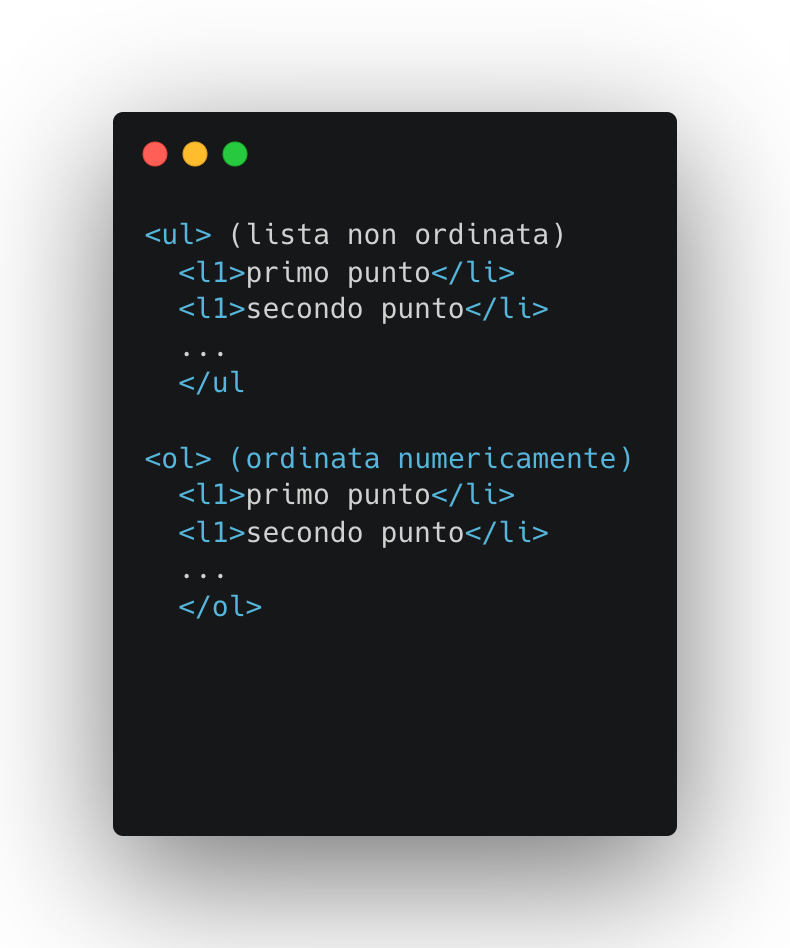 <ul> (lista non ordinata)
<l1>primo punto</li>
<l1>secondo punto</li>
...
</ul
<ol> (ordinata numericamente)
<l1>primo punto</li>
<l1>secondo punto</li>
...
</ol>